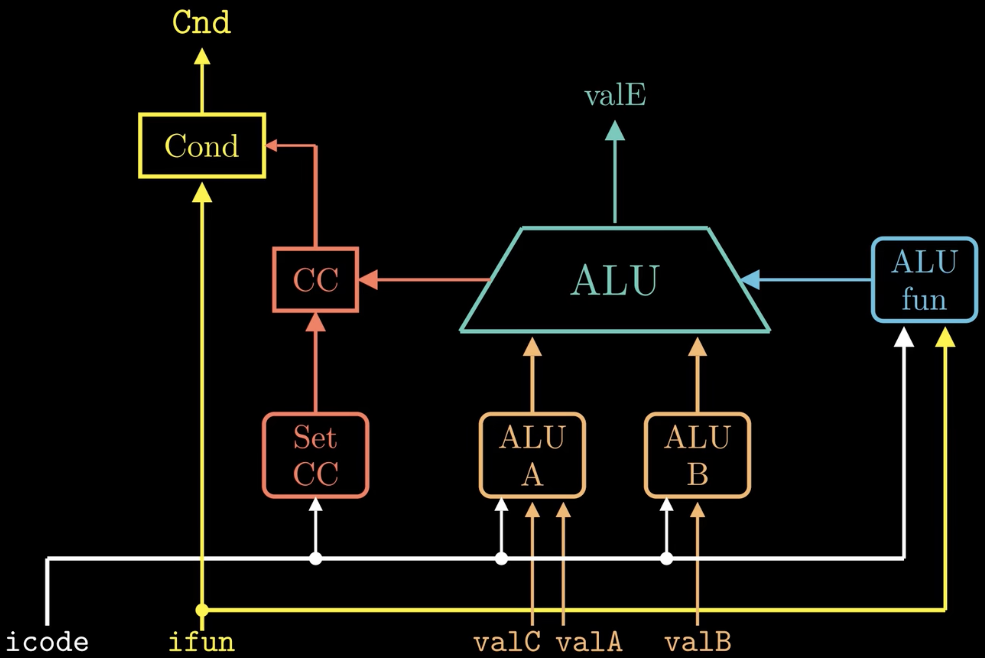 Cnd
valE
Cond
ALU
fun
CC
ALU
Set
CC
ALU
A
ALU
B
icode
ifun
valC
valA
valB